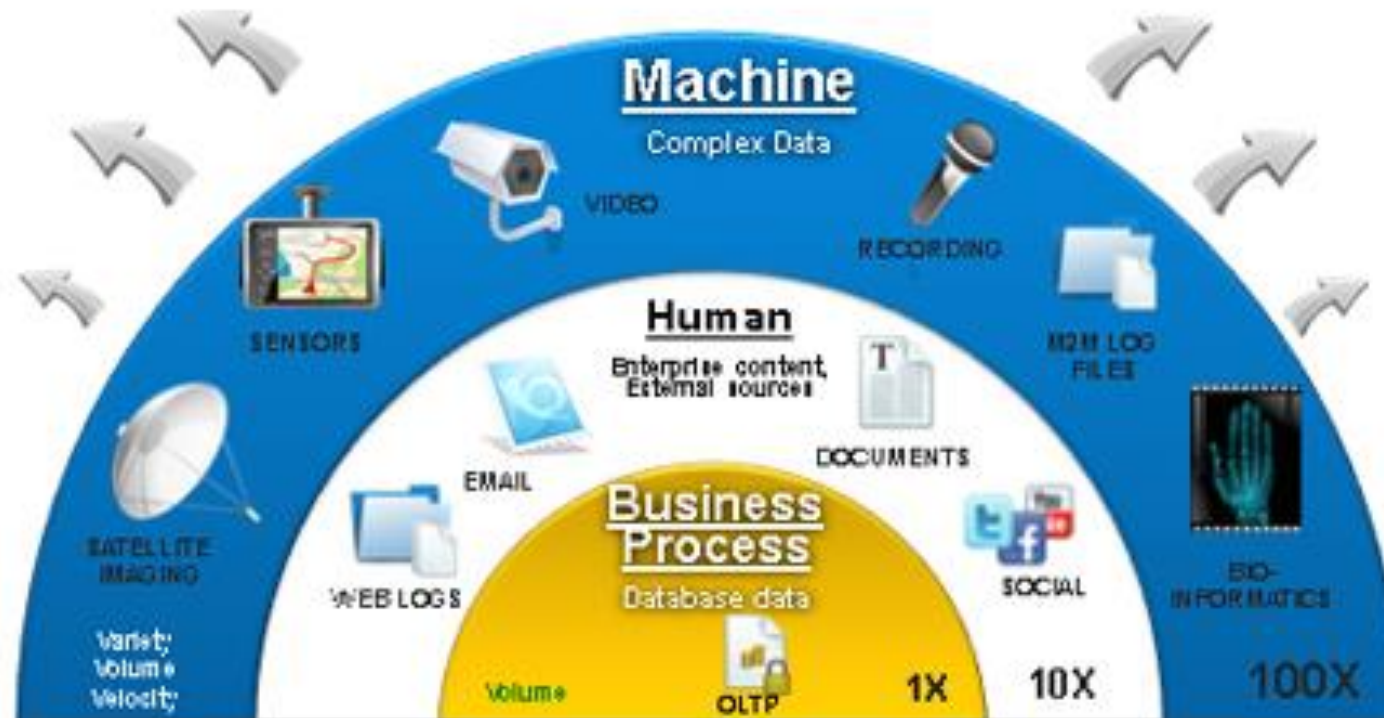 Machine
Complex Data
VIDEO
RECORDING
SENSORS
M2M LOG
FILES
Human
Enterprise content,
External sources
EMAIL
DOCUMENTS
SATELLITE
IMAGING
WEB LOGS
Business
Process
Database data
SOCIAL
BIO-
INFORMATICS
Variety
Volume
Velocity
Volume
OLTP
1X
10X
100X